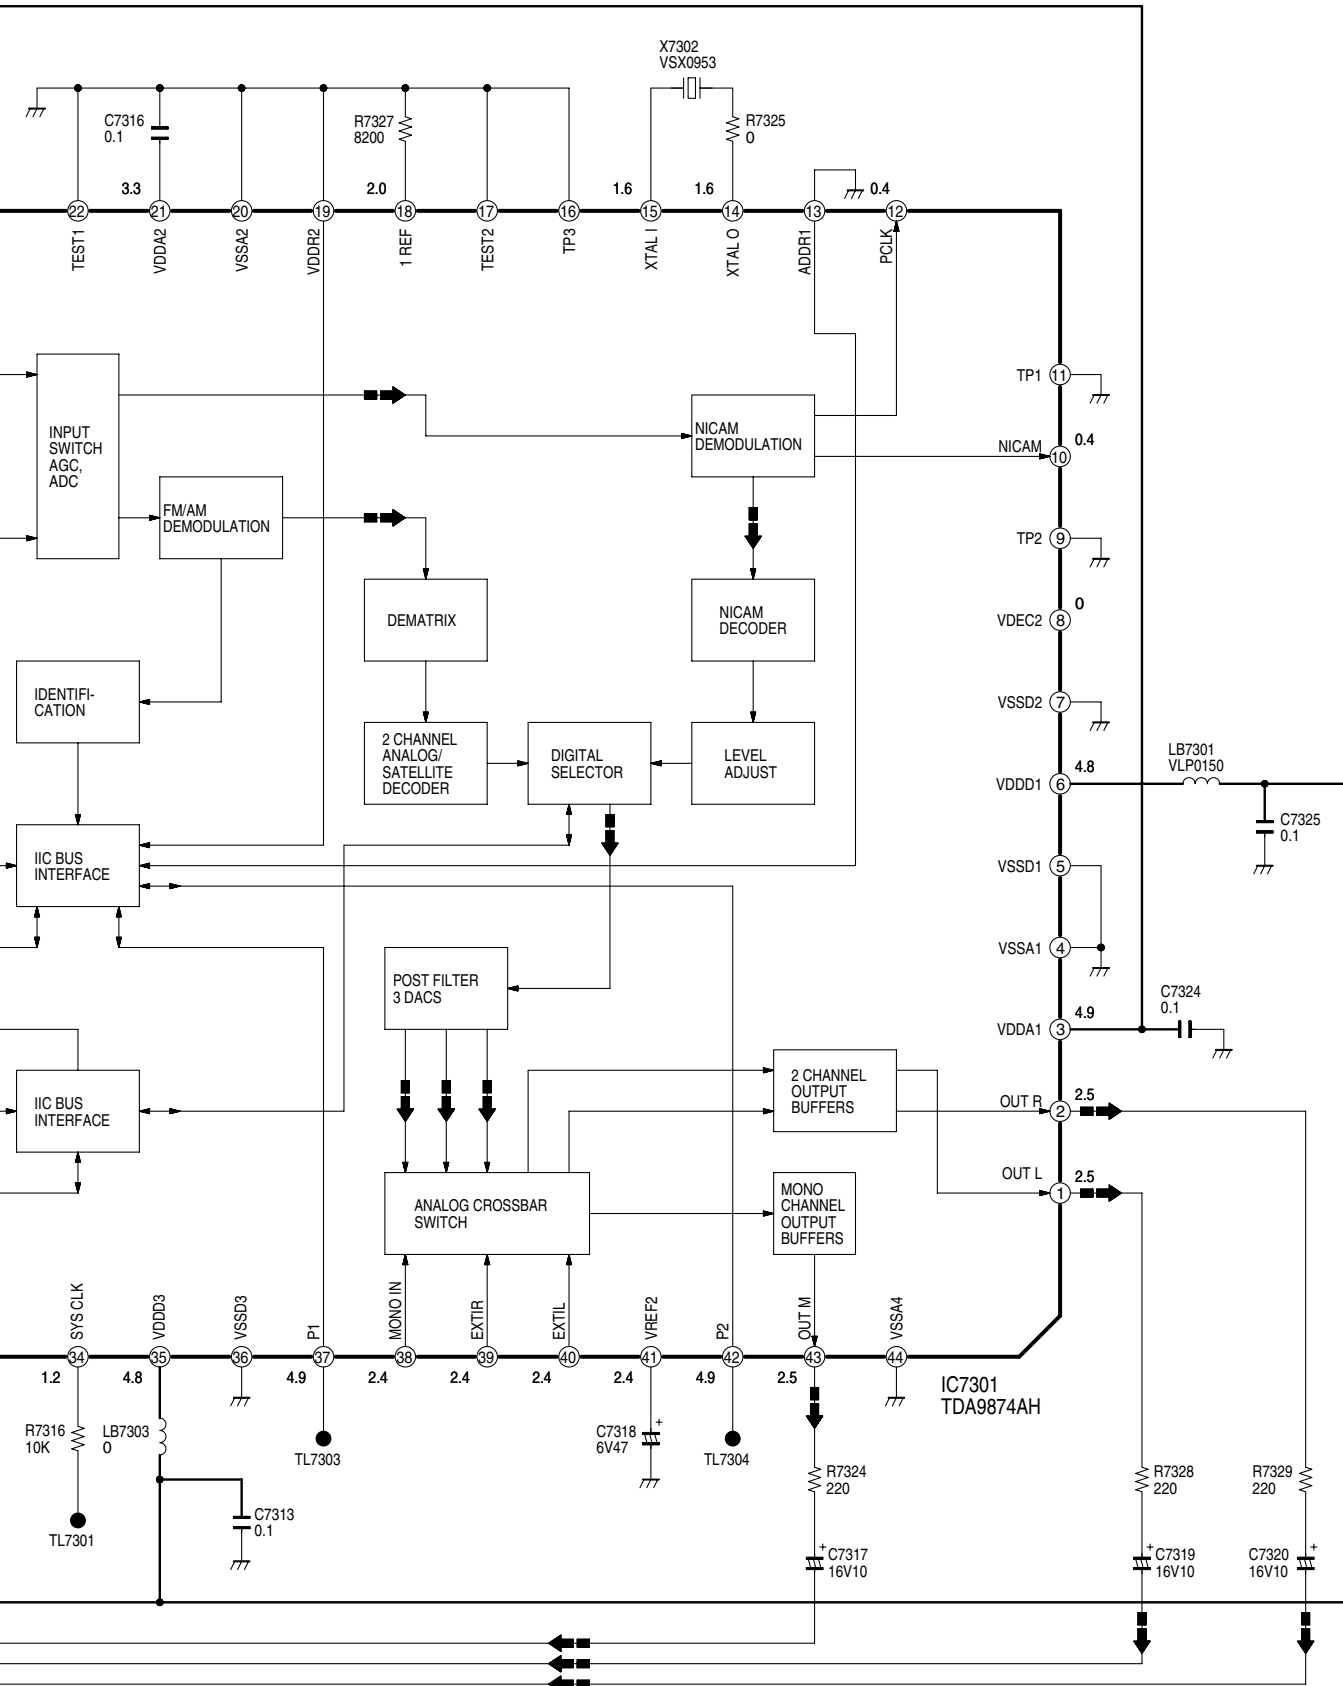 X7302
VSX0953
C7316
0.1
R7327
8200
R7325
0
3.3
2.0
1.6
1.6
0.4
22
21
20
19
18
17
16
15
14
13
12
TEST1
VDDA2
VSSA2
VDDR2
1 REF
TEST2
TP3
XTAL I
XTAL O
ADDR1
PCLK
INPUT
SWITCH
AGC,
ADC
NICAM
DEMODULATION
TP1
11
NICAM
10
0.4
FM/AM
DEMODULATION
TP2
9
DEMATRIX
NICAM
DECODER
VDEC2
8
0
IDENTIFI-
CATION
VSSD2
7
2 CHANNEL
ANALOG/
SATELLITE
DECODER
DIGITAL
SELECTOR
LEVEL
ADJUST
VDDD1
6
4.8
LB7301
VLP0150
C7325
0.1
IIC BUS
INTERFACE
VSSD1
5
VSSA1
4
POST FILTER
3 DACS
C7324
0.1
VDDA1
3
4.9
IIC BUS
INTERFACE
2 CHANNEL
OUTPUT
BUFFERS
OUT R
2
2.5
ANALOG CROSSBAR
SWITCH
MONO
CHANNEL
OUTPUT
BUFFERS
OUT L
1
2.5
SYS CLK
VDDD3
VSSD3
P1
MONO IN
EXTIR
EXTIL
VREF2
P2
OUT M
VSSA4
34
35
36
37
38
39
40
41
42
43
44
1.2
4.8
4.9
2.4
2.4
2.4
2.4
4.9
2.5
IC7301
TDA9874AH
R7316
10K
LB7303
0
TL7303
C7318
6V47
+
TL7304
R7324
220
R7328
220
R7329
220
TL7301
C7313
0.1
+
C7317
16V10
+
C7319
16V10
C7320
16V10
+